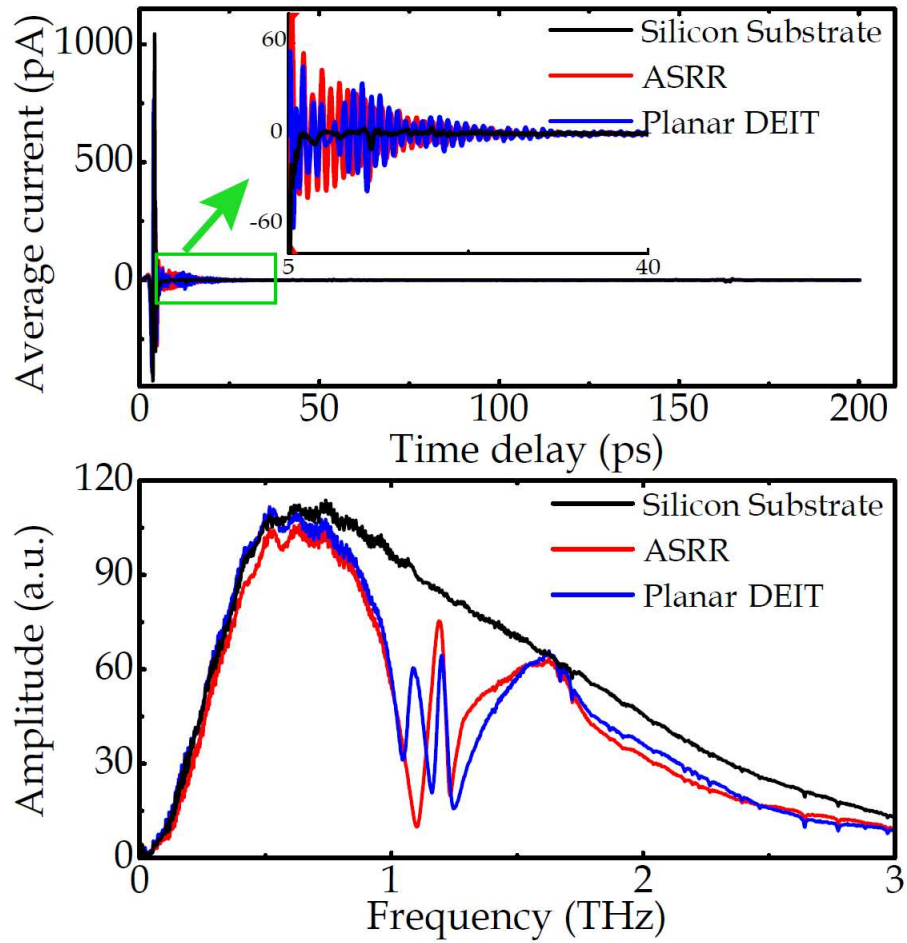 Average current (pA)
1000
500
0
60
0
-60
5
40
Silicon Substrate
ASRR
Planar DEIT
0
50
100
150
200
Time delay (ps)
Amplitude (a.u.)
120
90
60
30
0
Silicon Substrate
ASRR
Planar DEIT
0
1
2
3
Frequency (THz)